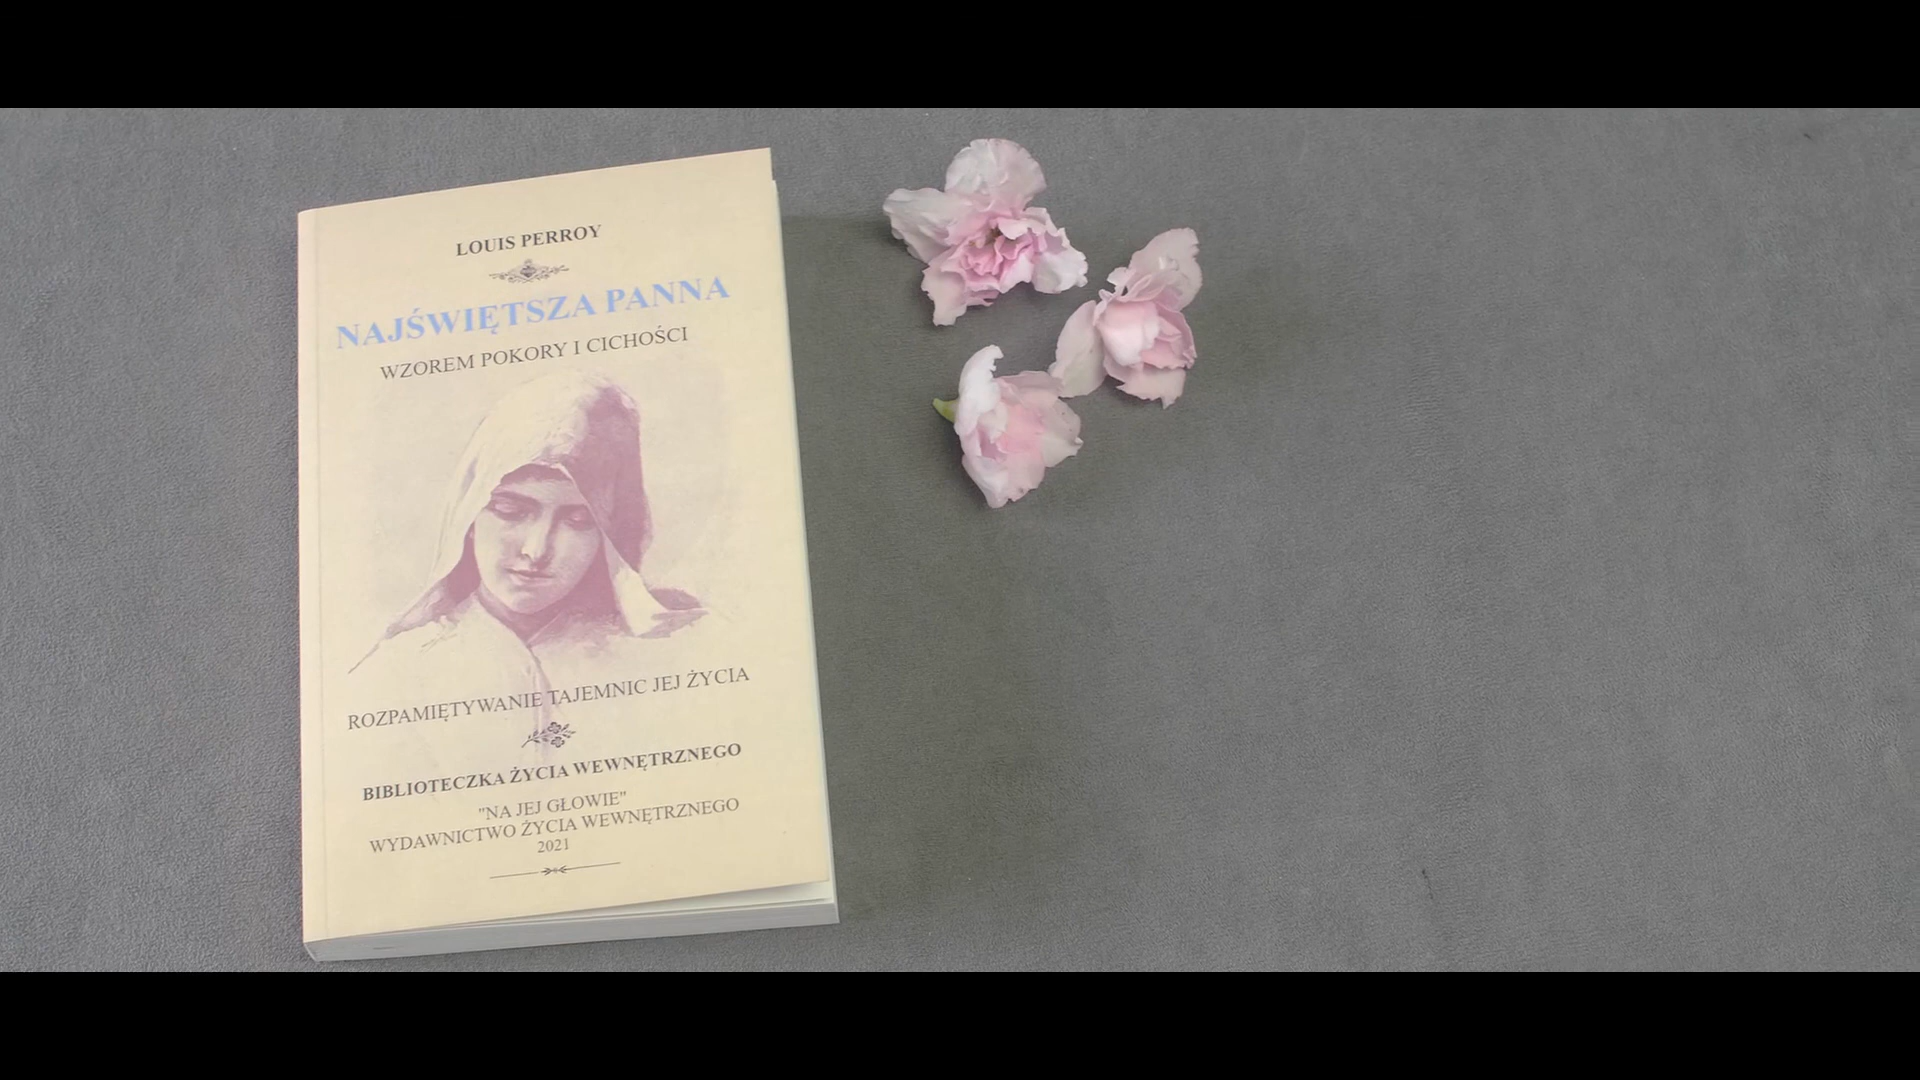 LOUIS PERROY
NAJŚWIĘTSZA PANNA
WZOREM POKORY I CICHOŚCI
ROZPAMIĘTYWANIE TAJEMNIC JEJ ŻYCIA
BIBLIOTECZKA ŻYCIA WEWNĘTRZNEGO
"NA JEJ GŁOWIE"
WYDAWNICTWO ŻYCIA WEWNĘTRZNEGO
2021